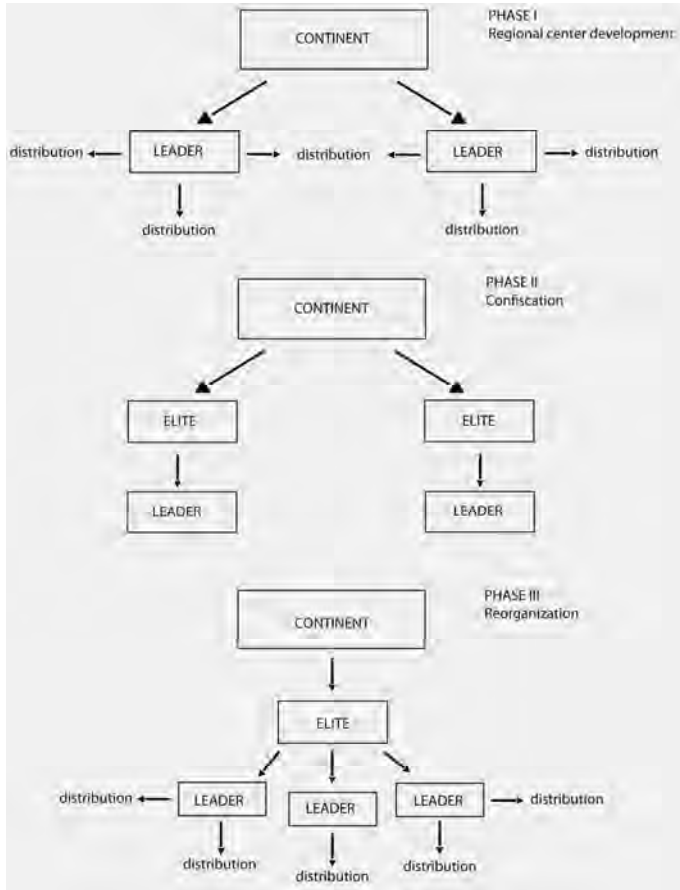 PHASE I
Regional center development
CONTINENT
LEADER
LEADER
distribution
distribution
distribution
distribution
distribution
PHASE II
Confiscation
CONTINENT
ELITE
ELITE
LEADER
LEADER
PHASE III
Reorganization
CONTINENT
ELITE
distribution
LEADER
LEADER
LEADER
distribution
distribution
distribution
distribution